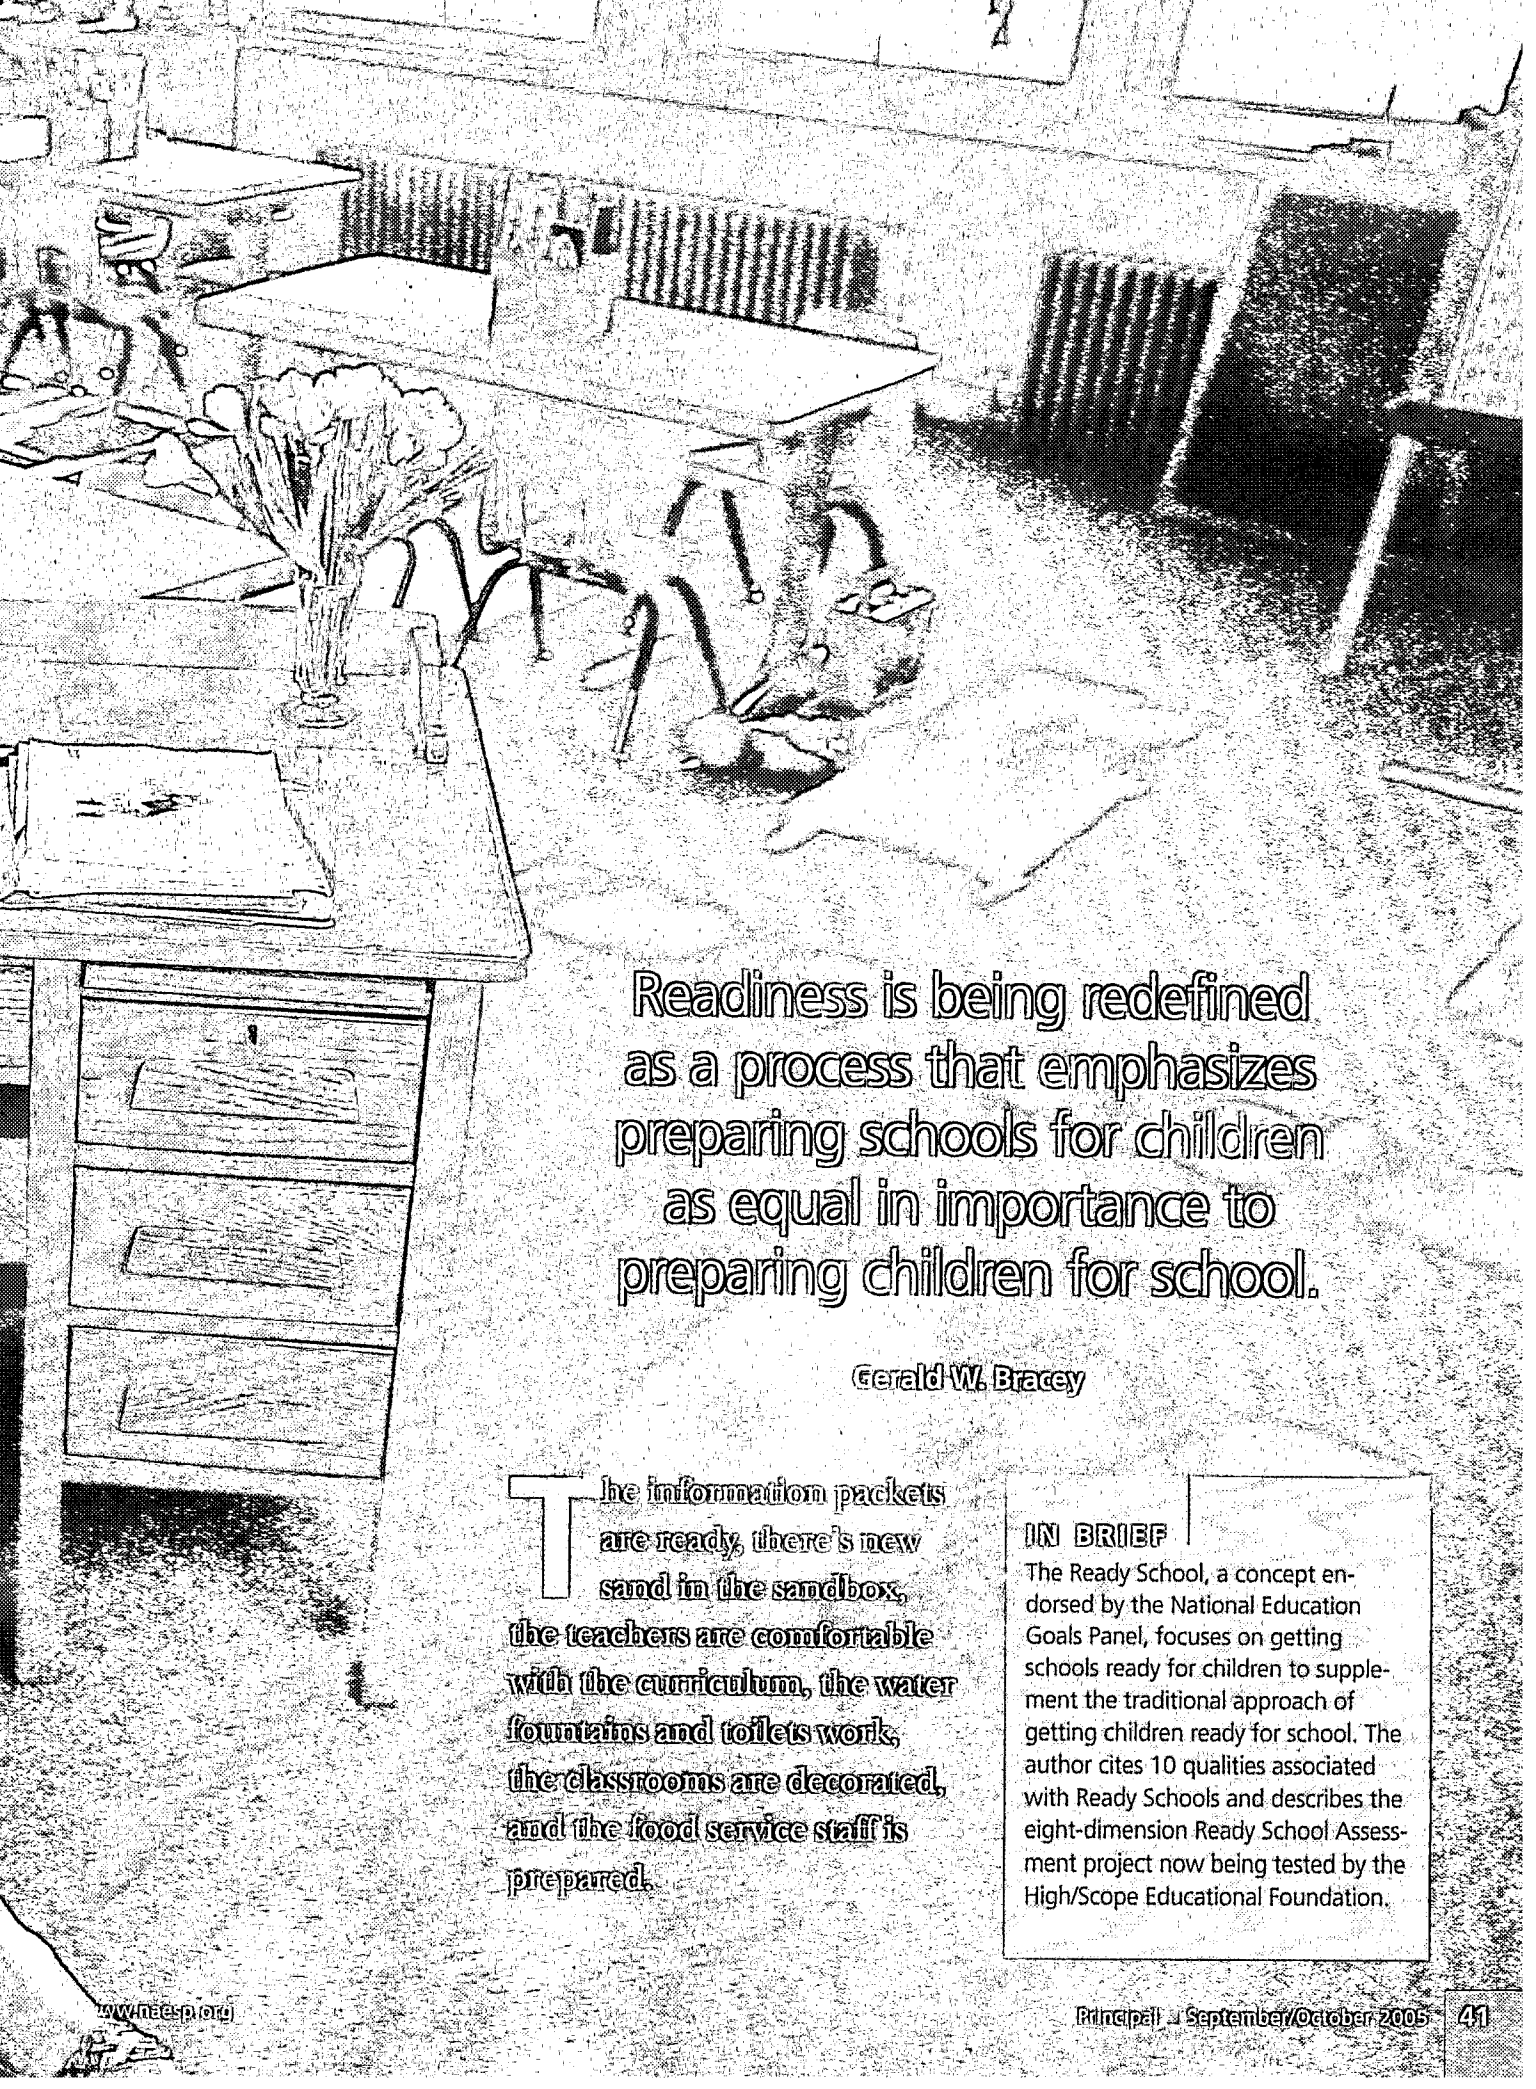 Readiness is being redefined
as a process that emphasizes
preparing schools for children
as equal in importance to
preparing children for school.
Gerald W. Bracey
The information packets
are ready, there's new
sand in the sandbox,
the teachers are comfortable
with the curriculum, the water
fountains and toilets work,
the classrooms are decorated,
and the food service staff is
prepared.
IN BRIEF
The Ready School, a concept en-
dorsed by the National Education
Goals Panel, focuses on getting
schools ready for children to supple-
ment the traditional approach of
getting children ready for school. The
author cites 10 qualities associated
with Ready Schools and describes the
eight-dimension Ready School Assess-
ment project now being tested by the
High/Scope Educational Foundation.
www.naesp.org
Principal ■ September/October 2005 41